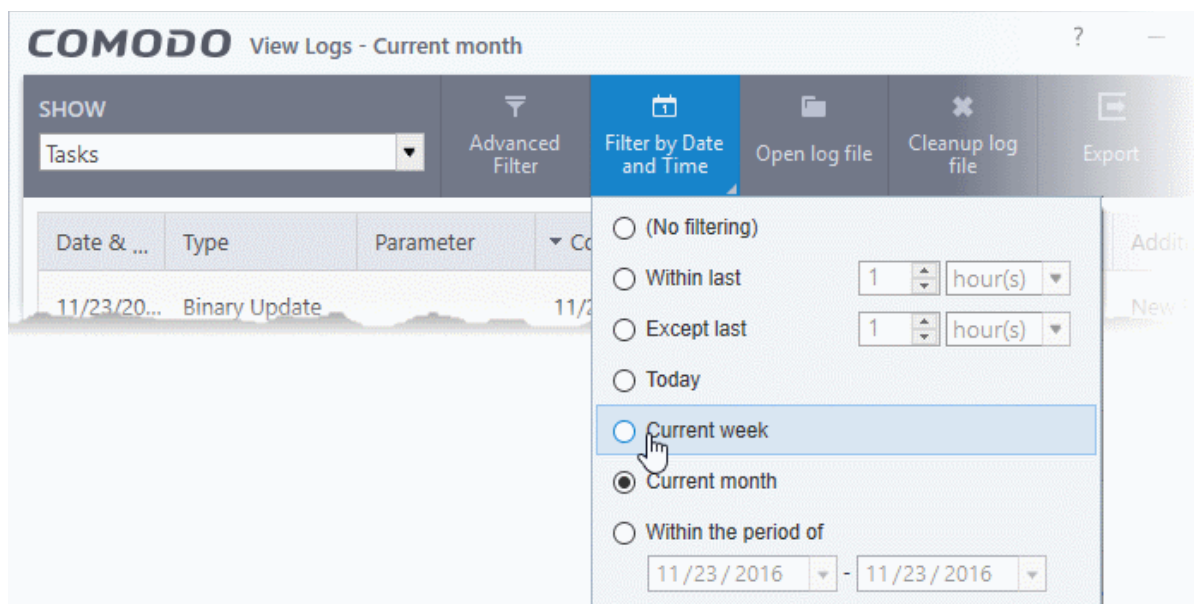 COMODO View Logs - Current month ?
SHOW
Tasks
Advanced
Filter
Filter by Date
and Time
Open log file
Cleanup log
file
Export
Date & ... Type Parameter
11/23/20... Binary Update
New
(No filtering)
Within last 1 hour(s)
Except last 1 hour(s)
Today
Current week
Current month
Within the period of
11/23/2016 - 11/23/2016